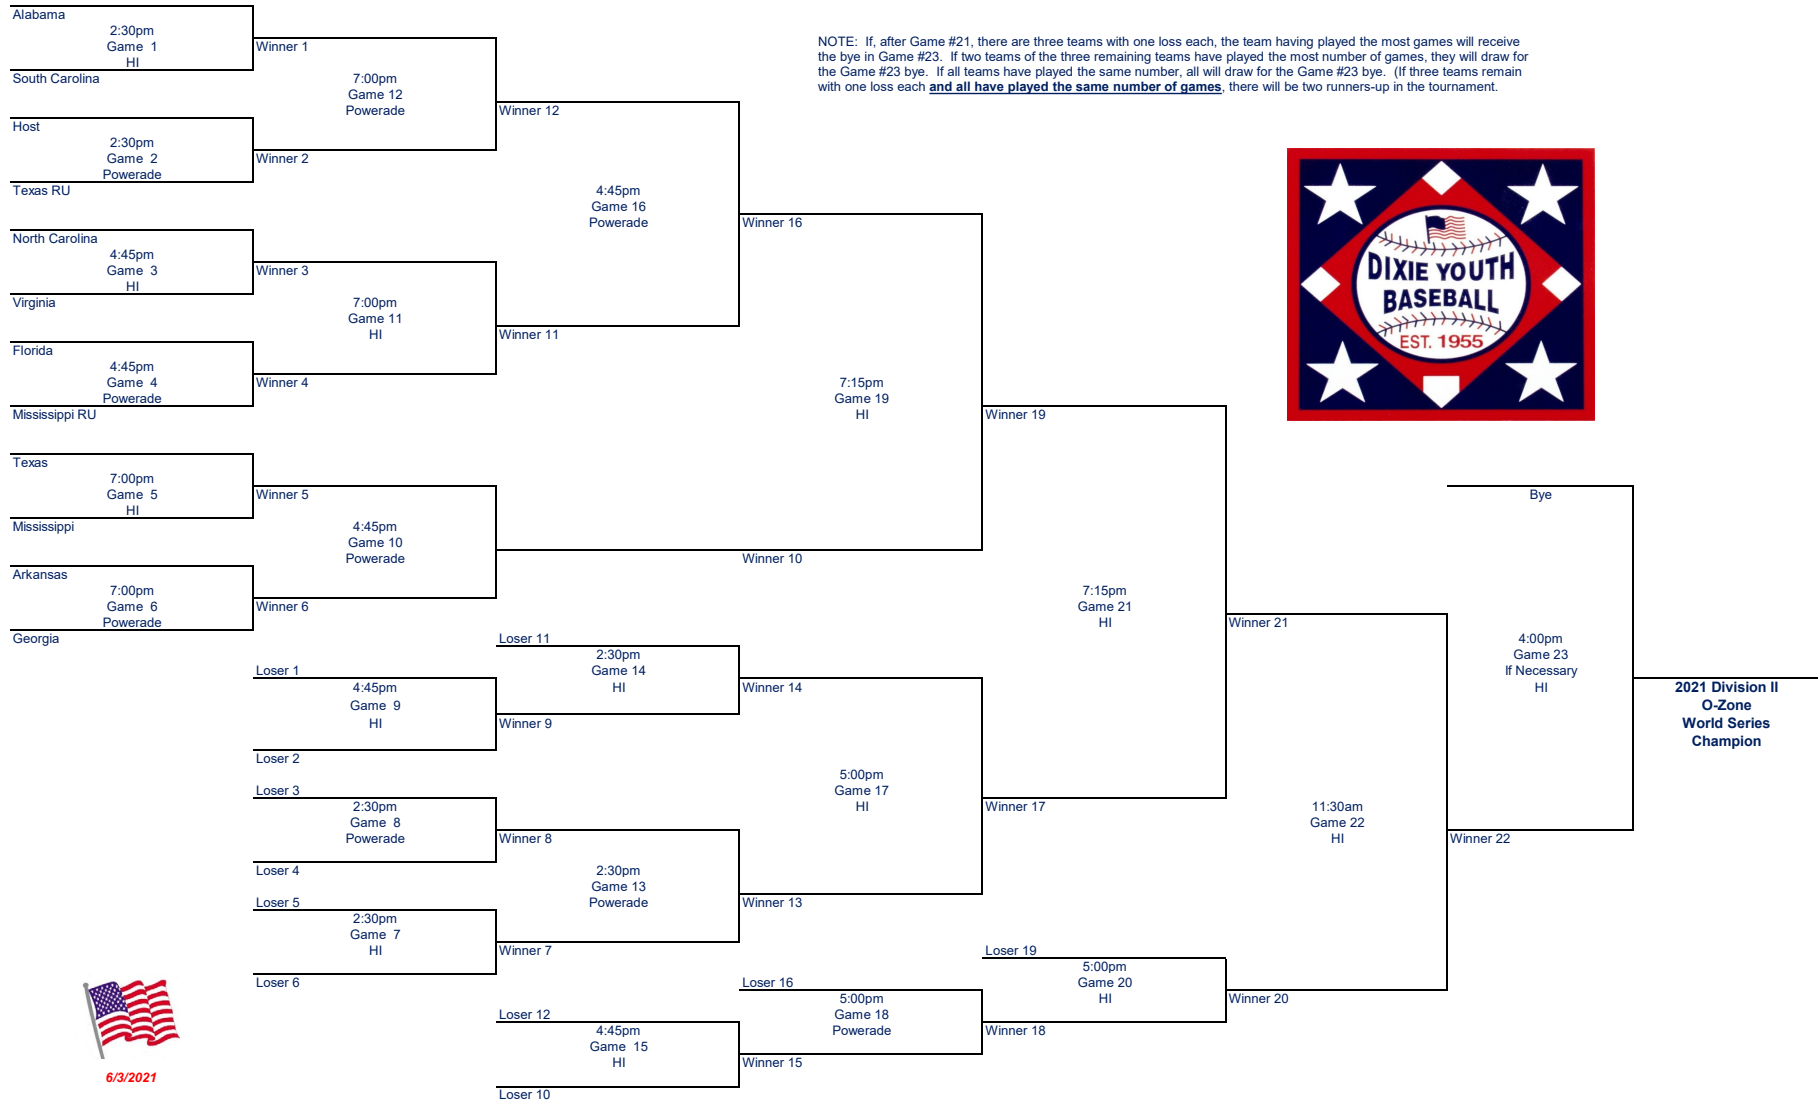 Alabama
2:30pm
Game 1
HI
South Carolina
Winner 1
Host
2:30pm
Game 2
Powerade
Texas RU
Winner 2
7:00pm
Game 12
Powerade
Winner 12
North Carolina
4:45pm
Game 3
HI
Virginia
Winner 3
Florida
4:45pm
Game 4
Powerade
Mississippi RU
Winner 4
7:00pm
Game 11
HI
Winner 11
4:45pm
Game 16
Powerade
Winner 16
Texas
7:00pm
Game 5
HI
Mississippi
Winner 5
Arkansas
7:00pm
Game 6
Powerade
Georgia
Winner 6
4:45pm
Game 10
Powerade
Winner 10
7:15pm
Game 19
HI
Winner 19
NOTE: If, after Game #21, there are three teams with one loss each, the team having played the most games will receive
the bye in Game #23. If two teams of the three remaining teams have played the most number of games, they will draw for
the Game #23 bye. If all teams have played the same number, all will draw for the Game #23 bye. (If three teams remain
with one loss each and all have played the same number of games, there will be two runners-up in the tournament.
DIXIE YOUTH
BASEBALL
EST. 1955
Loser 11
2:30pm
Game 14
HI
Winner 14
Loser 1
4:45pm
Game 9
HI
Winner 9
Loser 2
Loser 3
2:30pm
Game 8
Powerade
Winner 8
Loser 4
Loser 5
2:30pm
Game 7
HI
Winner 7
Loser 6
2:30pm
Game 13
Powerade
Winner 13
5:00pm
Game 17
HI
Winner 17
7:15pm
Game 21
HI
Winner 21
Loser 12
4:45pm
Game 15
HI
Winner 15
Loser 10
Loser 16
5:00pm
Game 18
Powerade
Winner 18
Loser 19
5:00pm
Game 20
HI
Winner 20
11:30am
Game 22
HI
Winner 22
Bye
4:00pm
Game 23
If Necessary
HI
2021 Division II
O-Zone
World Series
Champion
6/3/2021